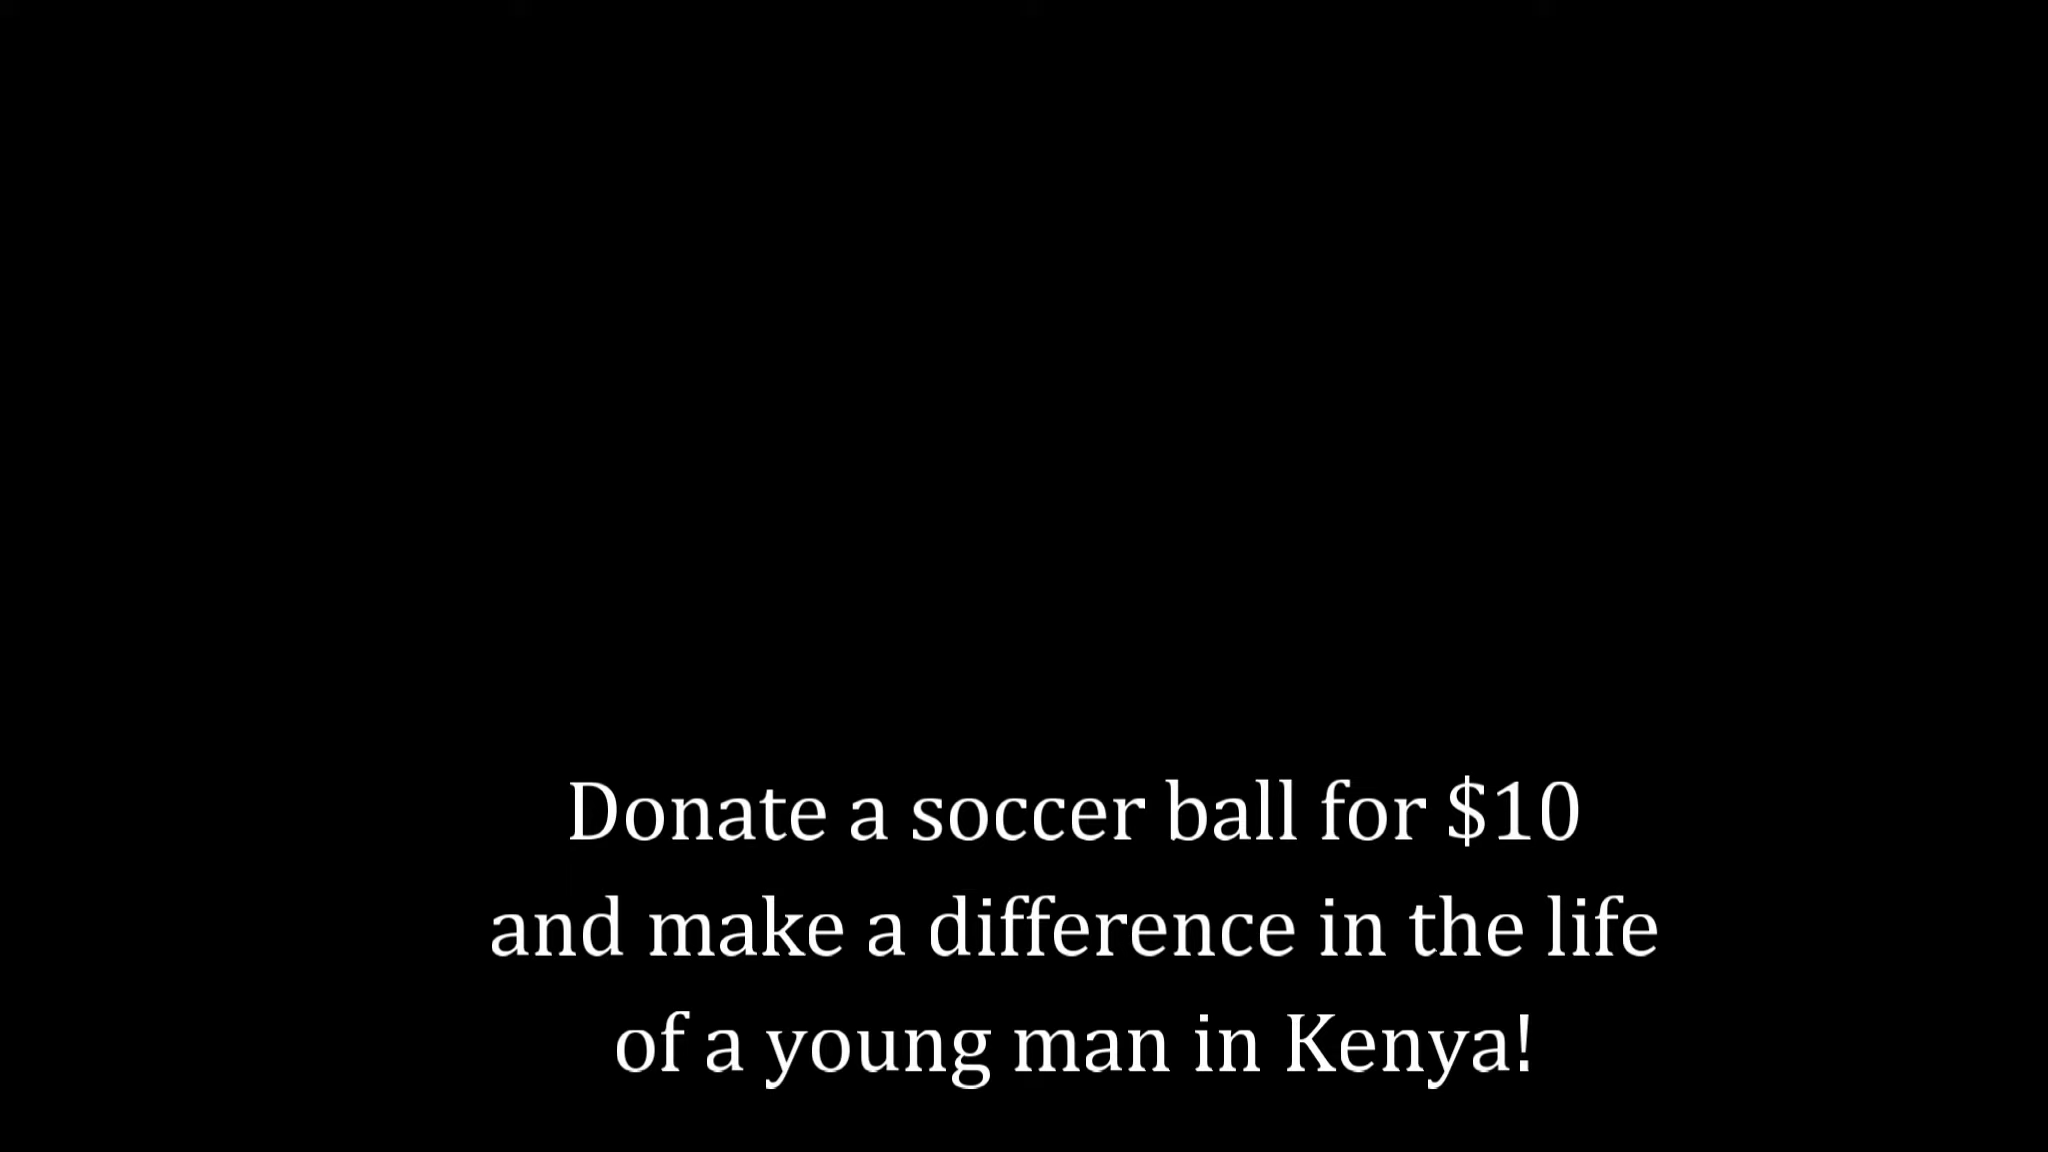 Donate a soccer ball for $10
and make a difference in the life
of a young man in Kenya!